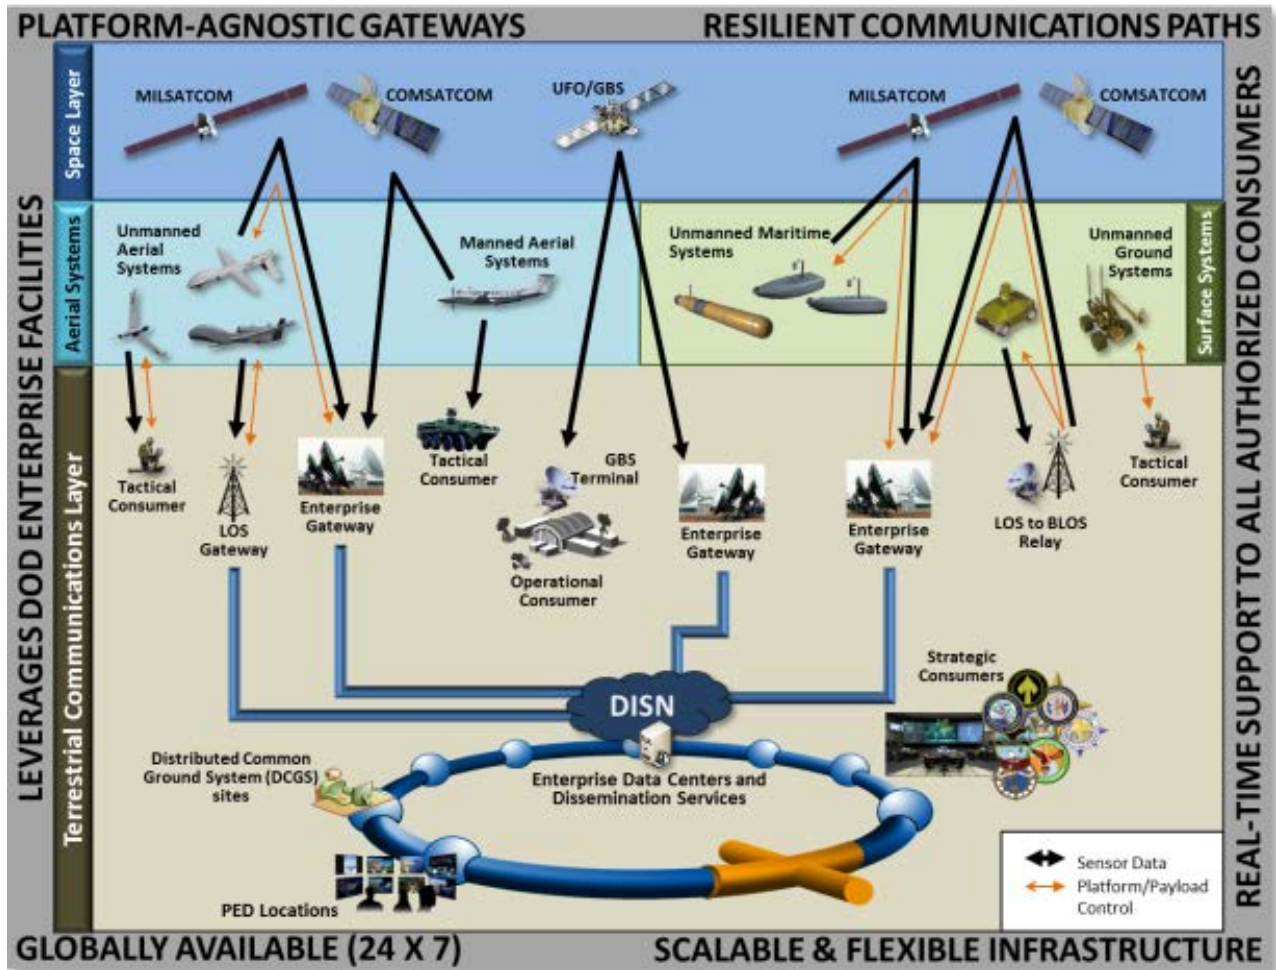 PLATFORM-AGNOSTIC GATEWAYS
RESILIENT COMMUNICATIONS PATHS
LEVERAGES DOD ENTERPRISE FACILITIES
REAL-TIME SUPPORT TO ALL AUTHORIZED CONSUMERS
Space Layer
MILSATCOM
COMSATCOM
UFO/GBS
MILSATCOM
COMSATCOM
Aerial Systems
Unmanned
Aerial
Systems
Manned Aerial
Systems
Unmanned Maritime
Systems
Unmanned
Ground
Systems
Surface Systems
Terrestrial Communications Layer
Tactical
Consumer
LOS
Gateway
Enterprise
Gateway
Tactical
Consumer
GBS
Terminal
Operational
Consumer
Enterprise
Gateway
Enterprise
Gateway
LOS to BLOS
Relay
Tactical
Consumer
DISN
Strategic
Consumers
Distributed Common
Ground System (DCGS)
sites
Enterprise Data Centers and
Dissemination Services
PED Locations
Sensor Data
Platform/Payload
Control
GLOBALLY AVAILABLE (24 X 7)
SCALABLE & FLEXIBLE INFRASTRUCTURE